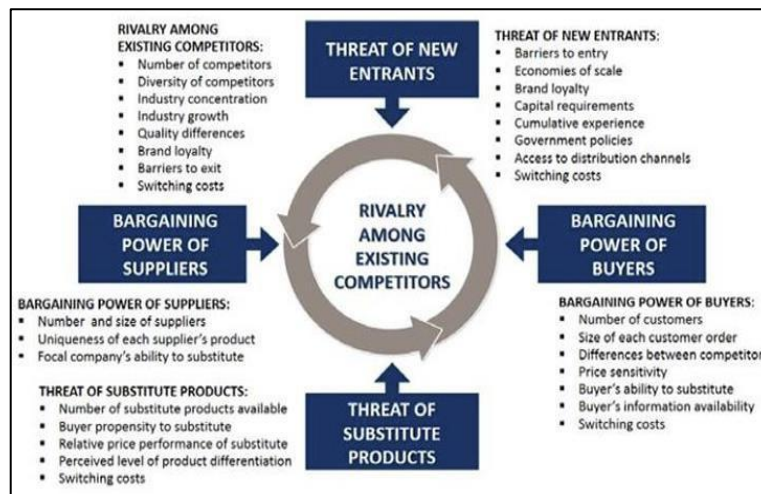 RIVALRY AMONG
EXISTING COMPETITORS:
▪ Number of competitors
▪ Diversity of competitors
▪ Industry concentration
▪ Industry growth
▪ Quality differences
▪ Brand loyalty
▪ Barriers to exit
▪ Switching costs
THREAT OF NEW
ENTRANTS
THREAT OF NEW ENTRANTS:
▪ Barriers to entry
▪ Economies of scale
▪ Brand loyalty
▪ Capital requirements
▪ Cumulative experience
▪ Government policies
▪ Access to distribution channels
▪ Switching costs
BARGAINING
POWER OF
SUPPLIERS
RIVALRY
AMONG
EXISTING
COMPETITORS
BARGAINING
POWER OF
BUYERS
BARGAINING POWER OF SUPPLIERS:
▪ Number and size of suppliers
▪ Uniqueness of each supplier's product
▪ Focal company's ability to substitute
BARGAINING POWER OF BUYERS:
▪ Number of customers
▪ Size of each customer order
▪ Differences between competitor
▪ Price sensitivity
▪ Buyer's ability to substitute
▪ Buyer's information availability
▪ Switching costs
THREAT OF SUBSTITUTE PRODUCTS:
▪ Number of substitute products available
▪ Buyer propensity to substitute
▪ Relative price performance of substitute
▪ Perceived level of product differentiation
▪ Switching costs
THREAT OF
SUBSTITUTE
PRODUCTS